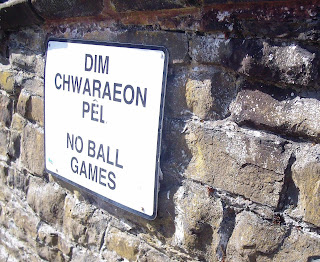 DIM
CHWARAEON
PÊL
NO BALL
GAMES